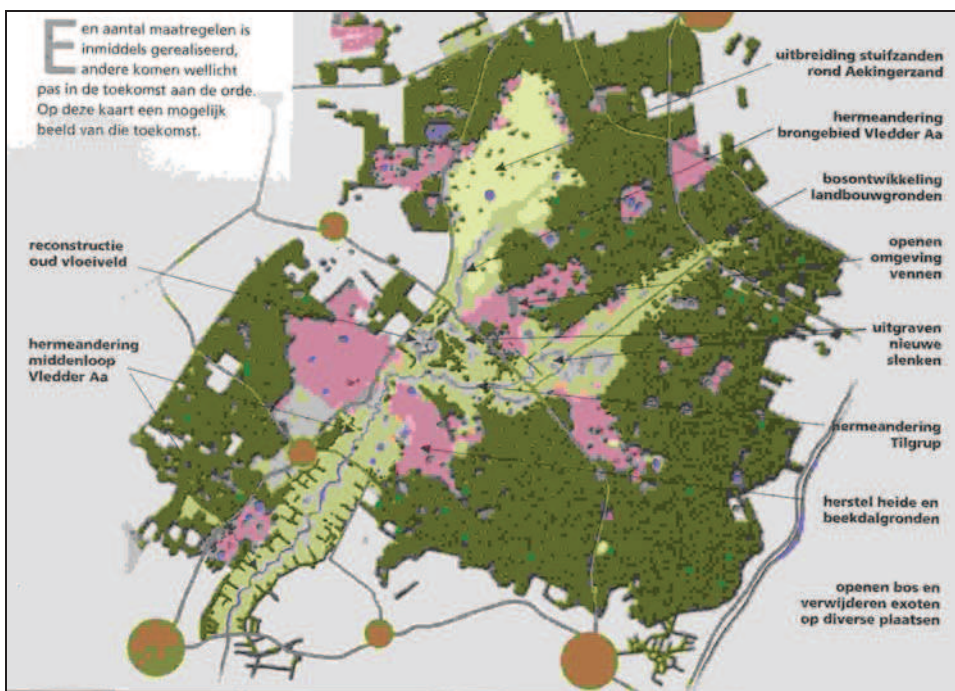 Een aantal maatregelen is
inmiddels gerealiseerd,
andere komen wellicht
pas in de toekomst aan de orde.
Op deze kaart een mogelijk
beeld van die toekomst.
uitbreiding stuifzanden
rond Aekingerzand
hermeandering
brongebied Vledder Aa
bosontwikkeling
landbouwgronden
openen
omgeving
vennen
uitgraven
nieuwe
slenken
hermeandering
Tilgrup
herstel heide en
beekdalgronden
openen bos en
verwijderen exoten
op diverse plaatsen
reconstructie
oud vloeiveld
hermeandering
middenloop
Vledder Aa